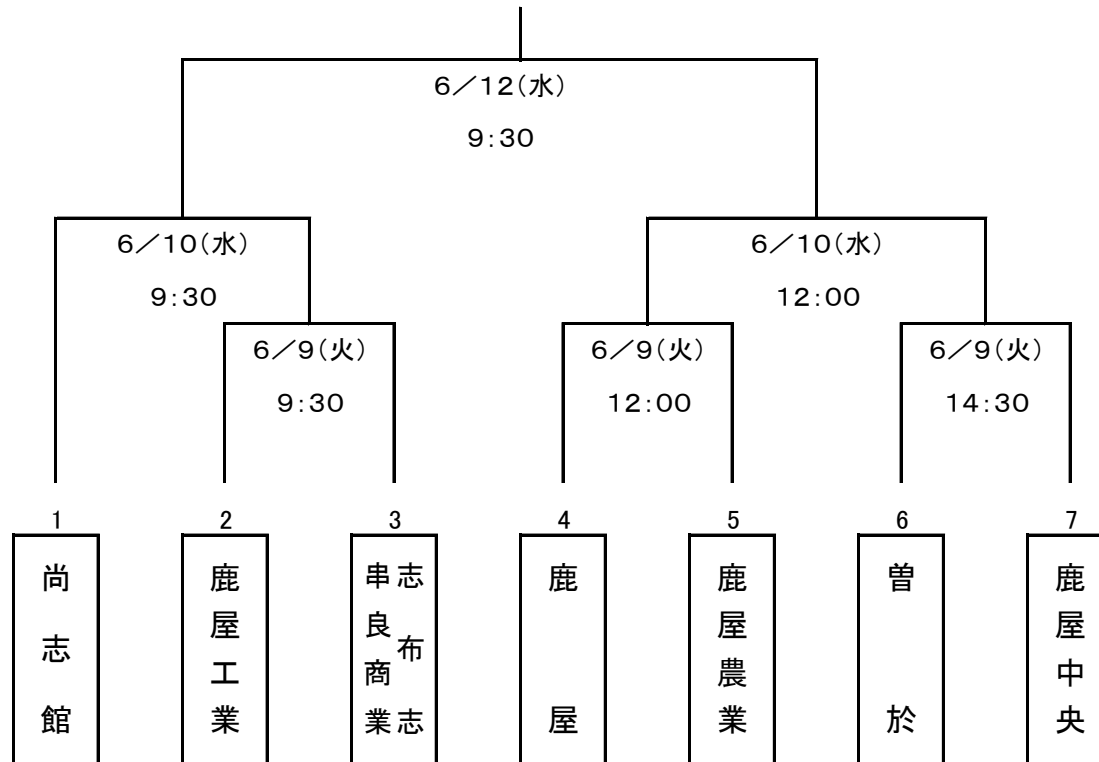 6／12(水)
9:30
6／10(水)
9:30
6／10(水)
12:00
6／9(火)
9:30
6／9(火)
12:00
6／9(火)
14:30
1
2
3
4
5
6
7
尚志館
鹿屋工業
志布志
串良商業
鹿屋
鹿屋農業
曽於
鹿屋中央